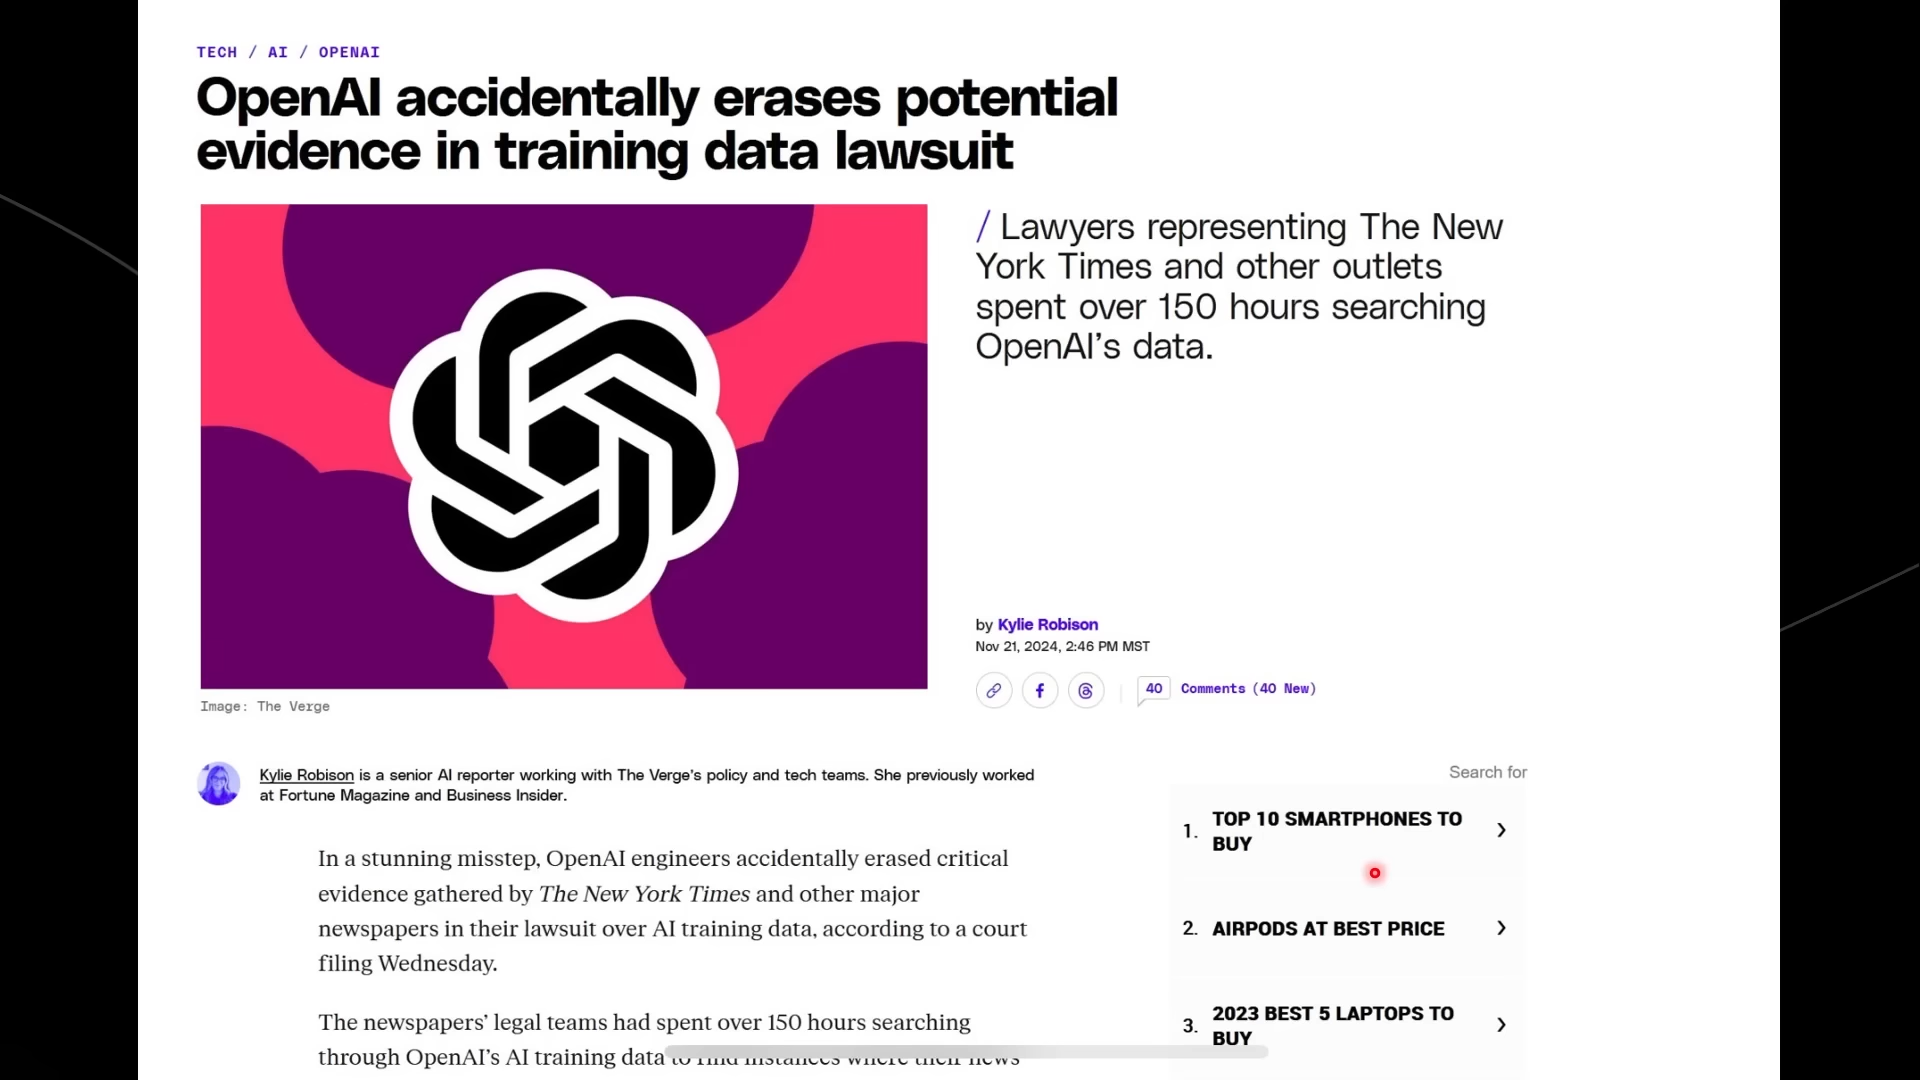 TECH / AI / OPENAI
OpenAI accidentally erases potential
evidence in training data lawsuit
/ Lawyers representing The New
York Times and other outlets
spent over 150 hours searching
OpenAI’s data.
by Kylie Robison
Nov 21, 2024, 2:46 PM MST
40 Comments (40 New)
Image: The Verge
Kylie Robison is a senior AI reporter working with The Verge’s policy and tech teams. She previously worked
at Fortune Magazine and Business Insider.
In a stunning misstep, OpenAI engineers accidentally erased critical
evidence gathered by The New York Times and other major
newspapers in their lawsuit over AI training data, according to a court
filing Wednesday.
The newspapers’ legal teams had spent over 150 hours searching
through OpenAI’s AI training data to find instances where their news
Search for
1. TOP 10 SMARTPHONES TO
BUY
2. AIRPODS AT BEST PRICE
3. 2023 BEST 5 LAPTOPS TO
BUY